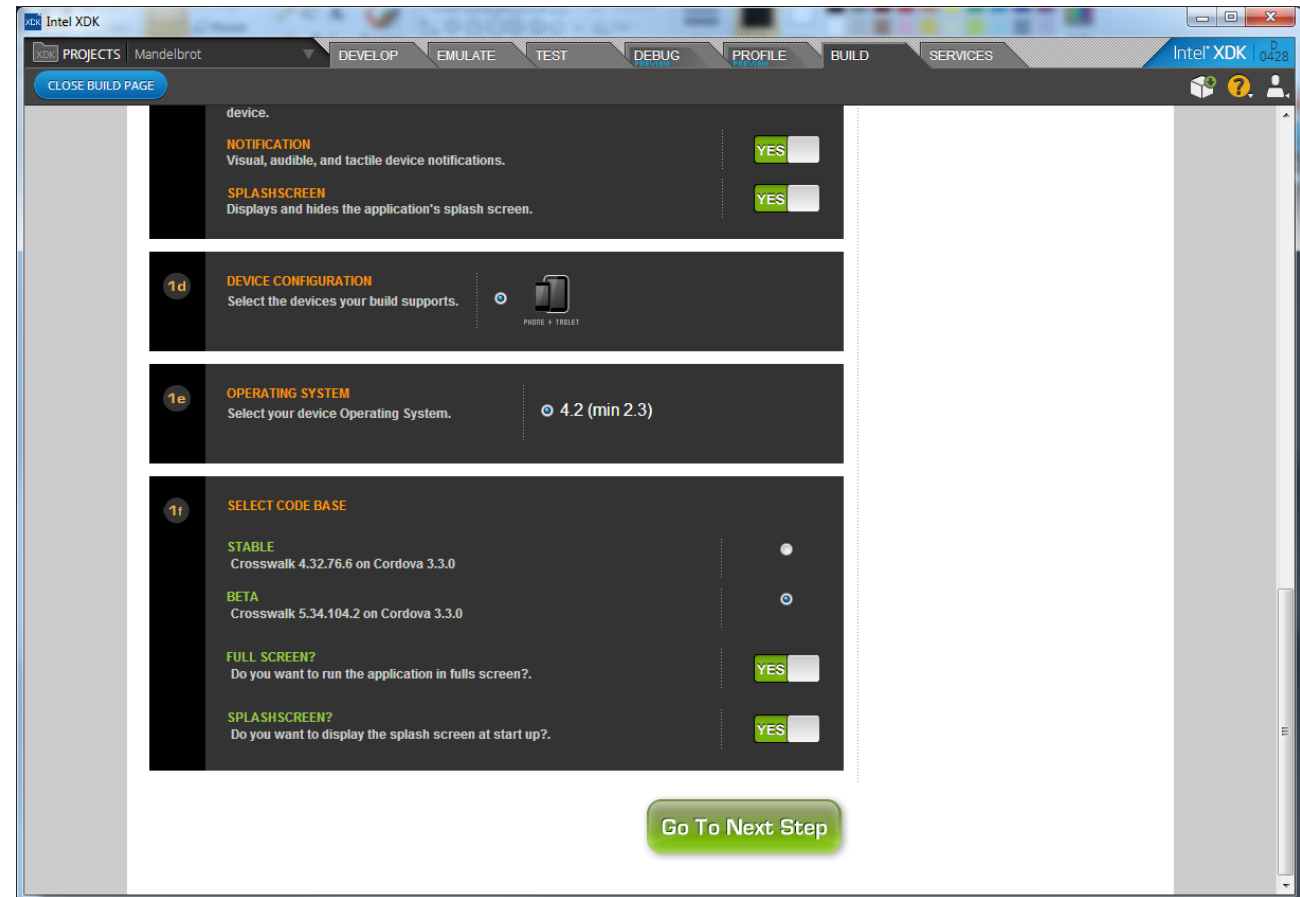 XDK Intel XDK
XDK PROJECTS Mandelbrot DEVELOP EMULATE TEST DEBUG PREVIEW PROFILE PREVIEW BUILD SERVICES Intel® XDK D 0428
CLOSE BUILD PAGE ?
device.
NOTIFICATION
YES
Visual, audible, and tactile device notifications.
SPLASHSCREEN
YES
Displays and hides the application's splash screen.
1d DEVICE CONFIGURATION
Select the devices your build supports.
PHONE + TABLET
1e OPERATING SYSTEM
Select your device Operating System. 4.2 (min 2.3)
1f SELECT CODE BASE
STABLE
Crosswalk 4.32.76.6 on Cordova 3.3.0
BETA
Crosswalk 5.34.104.2 on Cordova 3.3.0
FULL SCREEN?
YES
Do you want to run the application in fulls screen?.
SPLASHSCREEN?
YES
Do you want to display the splash screen at start up?.
Go To Next Step